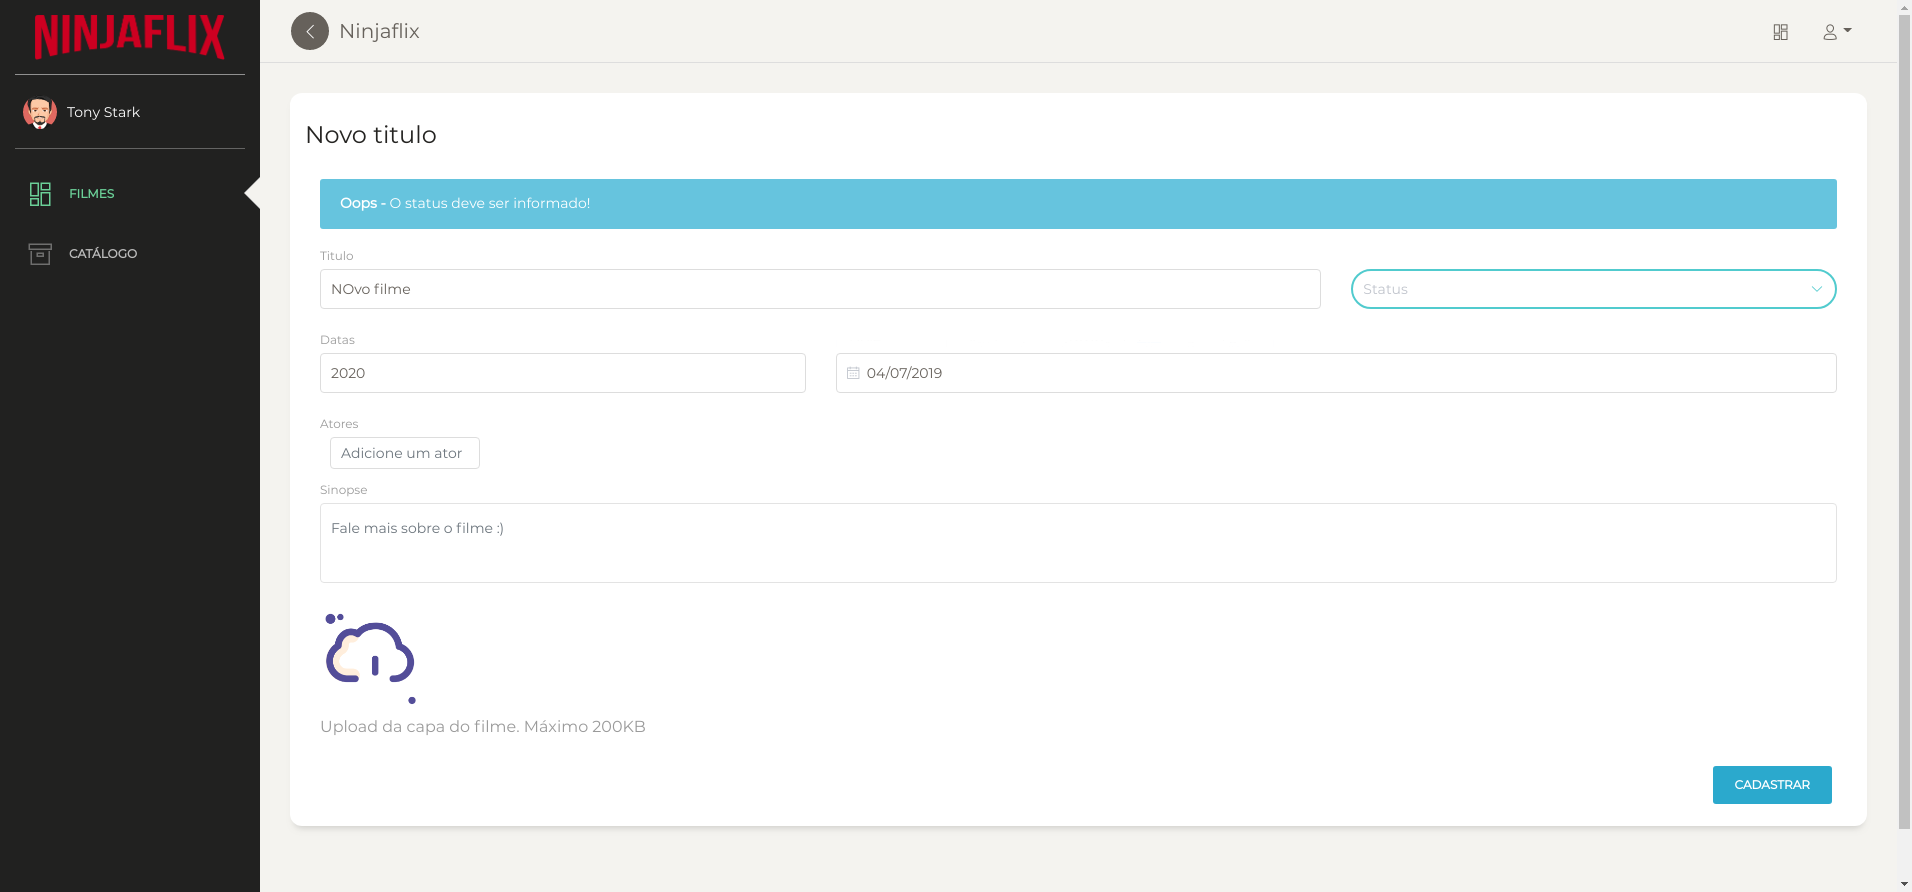 NINJAFLIX
Ninjaflix
Tony Stark
FILMES
CATÁLOGO
Novo titulo
Oops - O status deve ser informado!
Titulo
NOvo filme
Status
Datas
2020
04/07/2019
Atores
Adicione um ator
Sinopse
Fale mais sobre o filme :)
Upload da capa do filme. Máximo 200KB
CADASTRAR